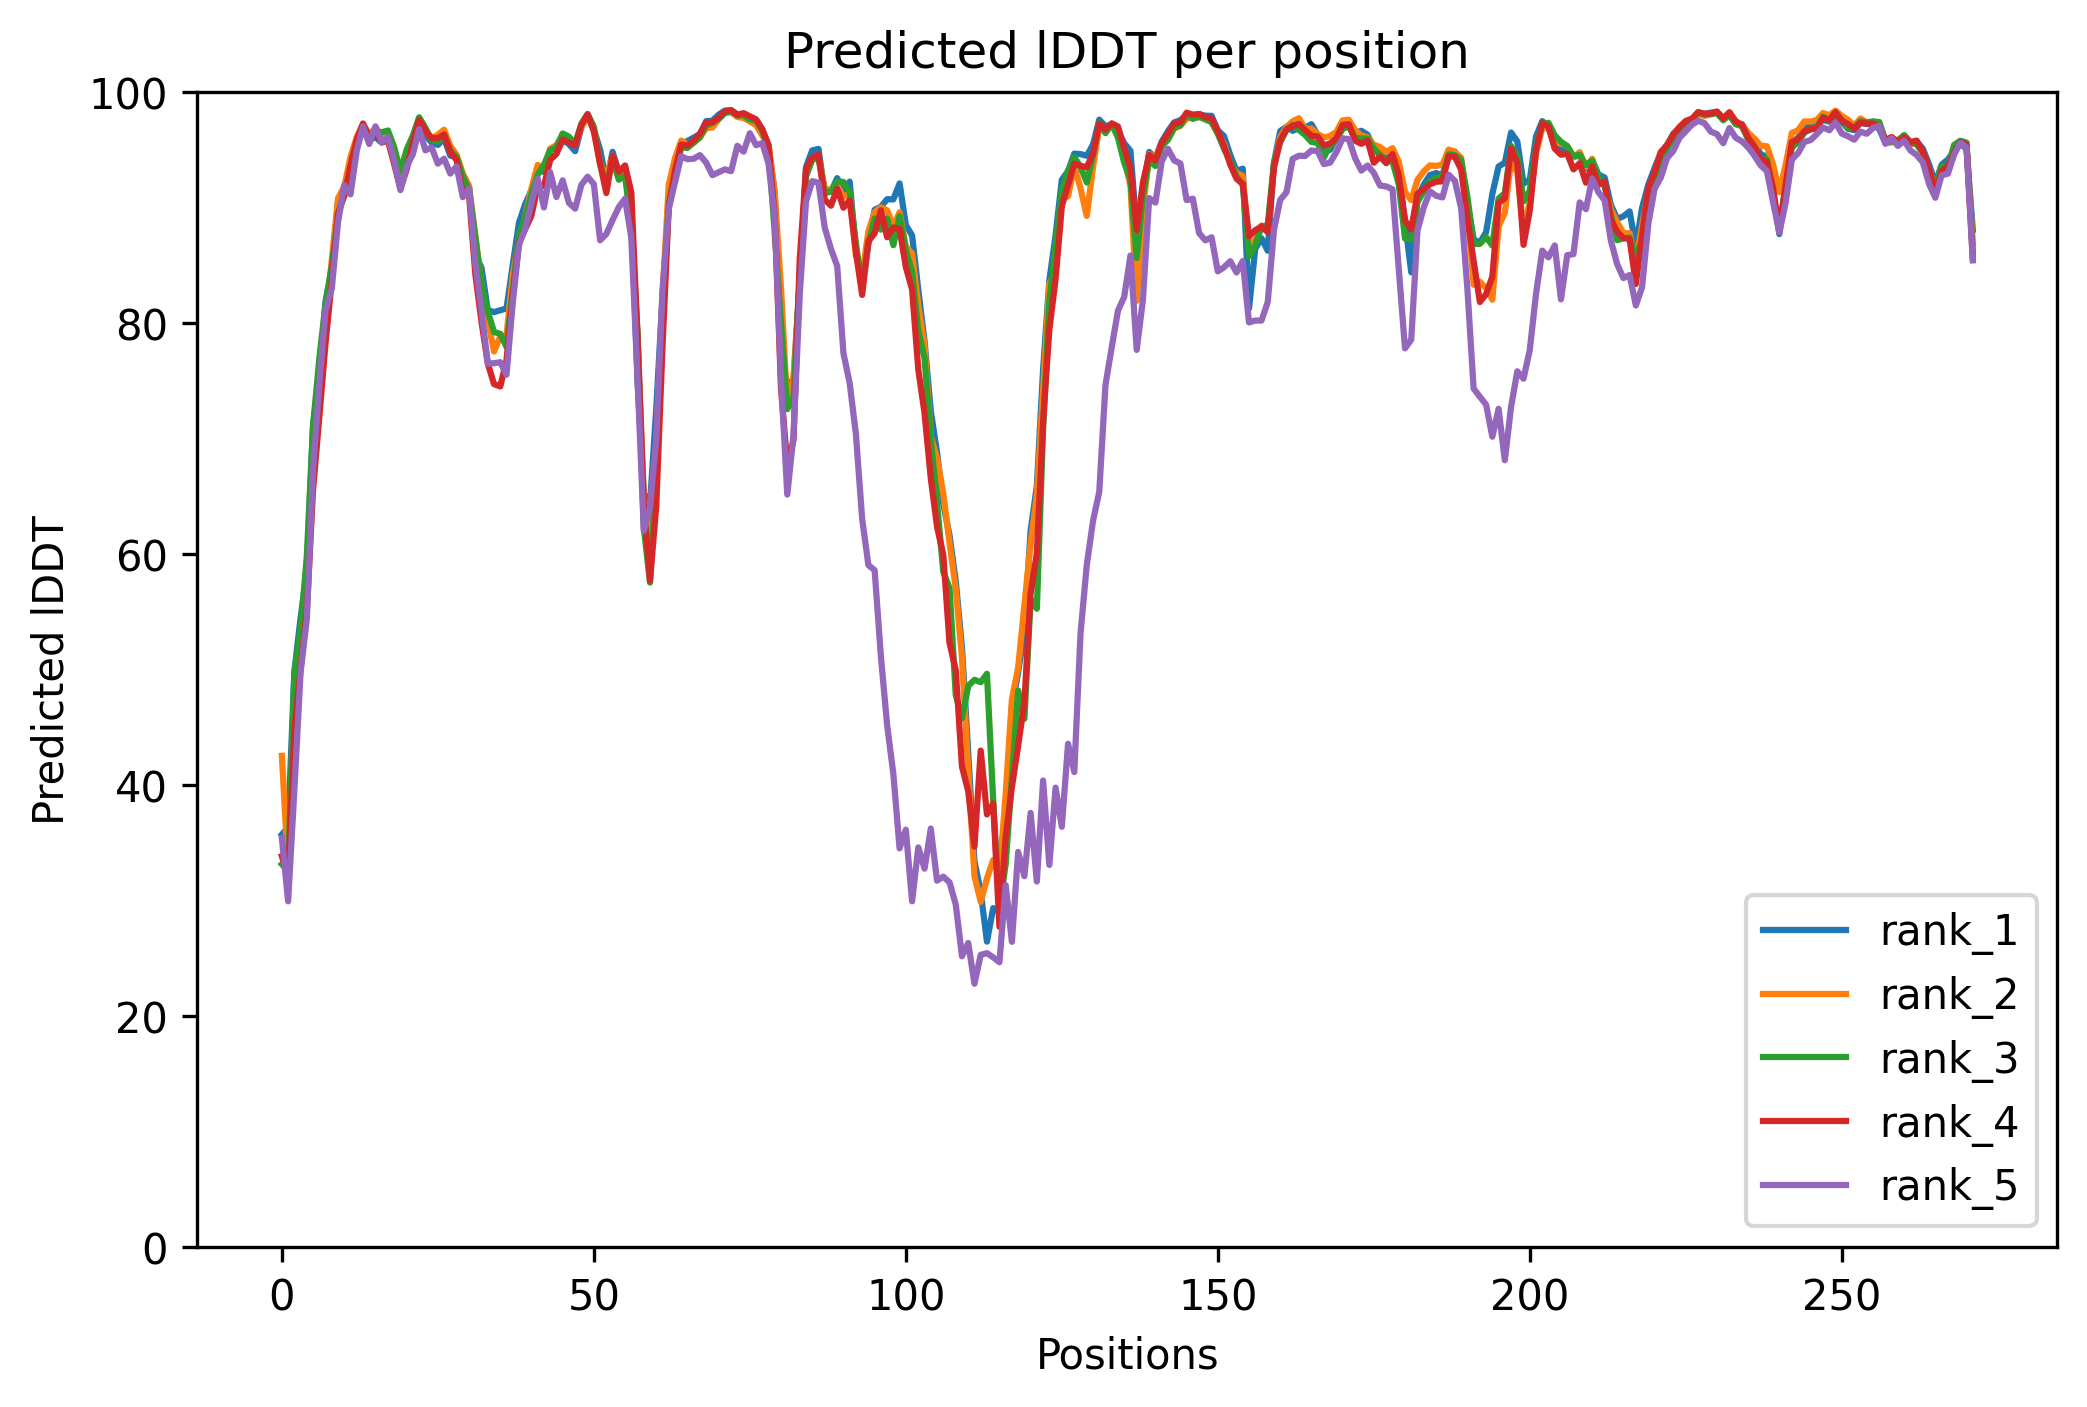 Predicted lDDT per position
100
80
60
40
20
0
Predicted lDDT
0 50 100 150 200 250
Positions
rank_1
rank_2
rank_3
rank_4
rank_5